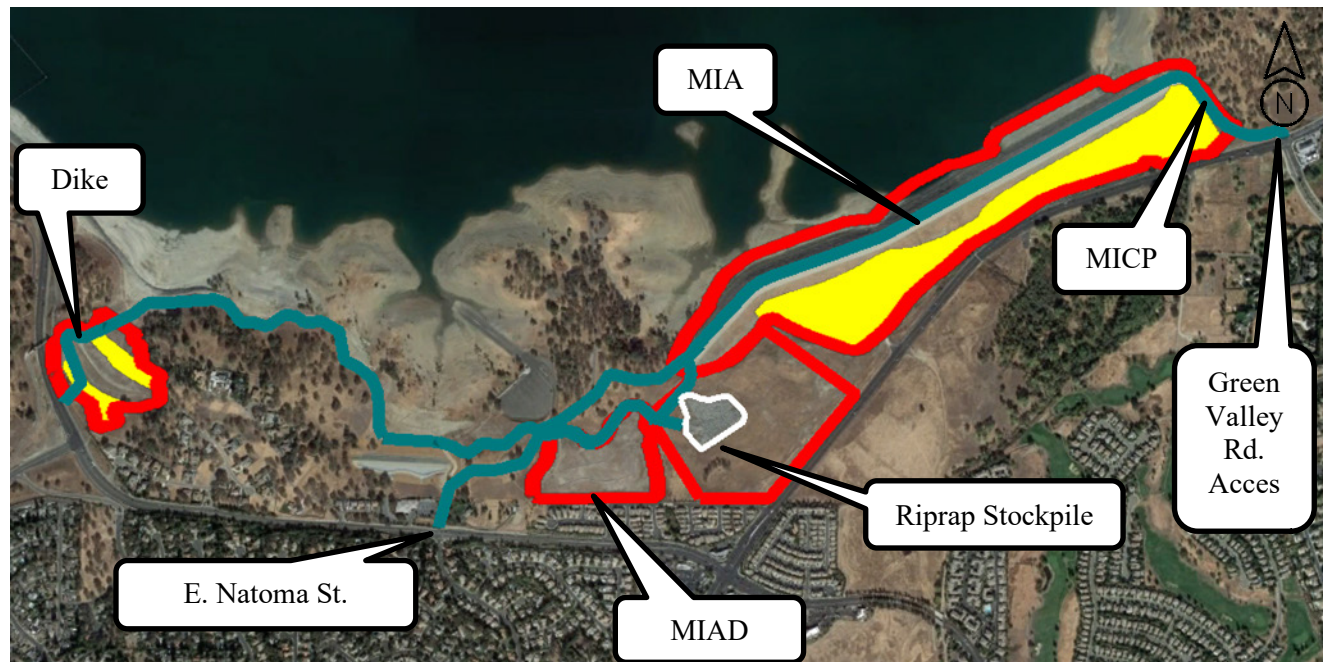 MIA
N
Dike
MICP
Green
Valley
Rd.
Acces
Riprap Stockpile
E. Natoma St.
MIAD